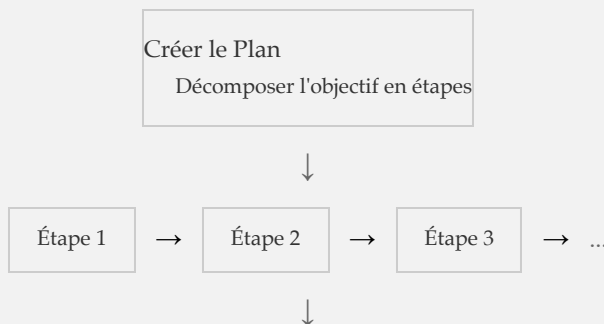 Créer le Plan
Décomposer l'objectif en étapes
↓
Étape 1 → Étape 2 → Étape 3 → ...
↓